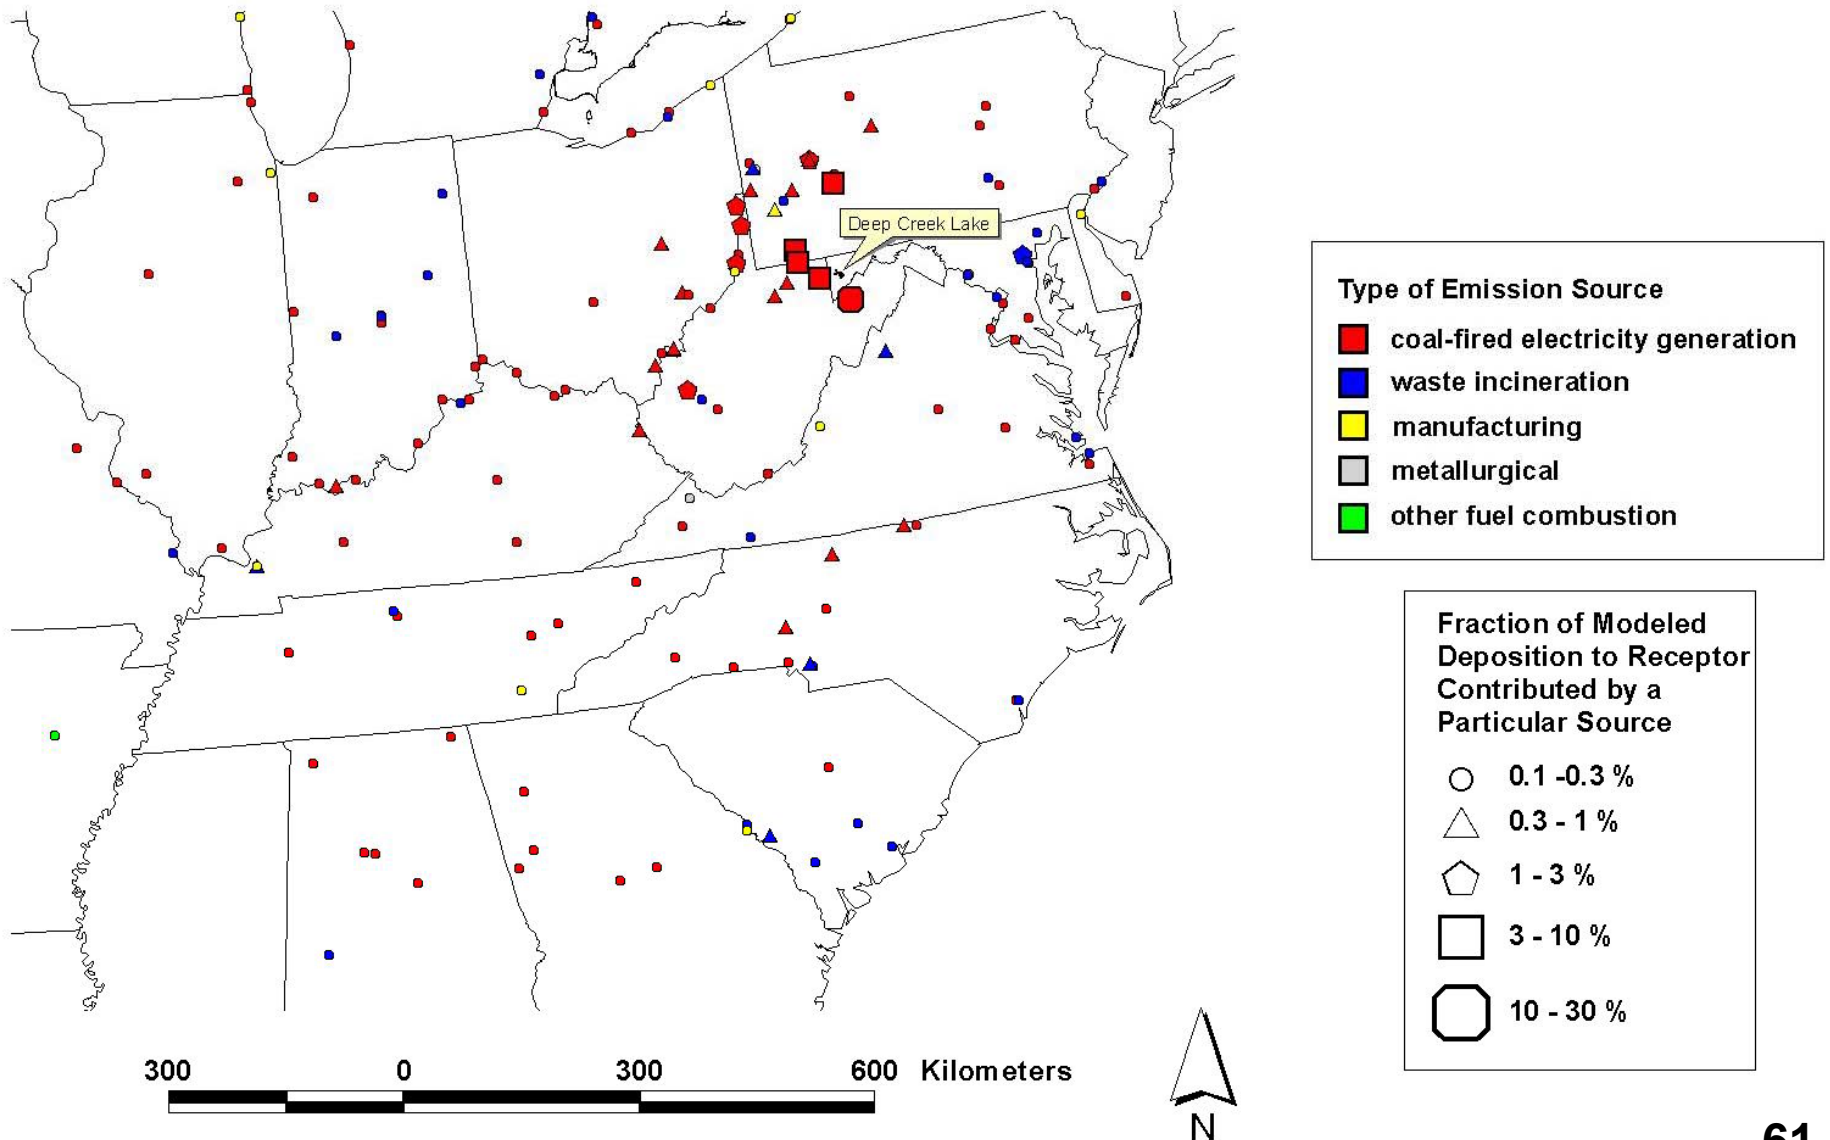 Deep Creek Lake
Type of Emission Source
coal-fired electricity generation
waste incineration
manufacturing
metallurgical
other fuel combustion
Fraction of Modeled
Deposition to Receptor
Contributed by a
Particular Source
0.1 -0.3 %
0.3 - 1 %
1 - 3 %
3 - 10 %
10 - 30 %
300 0 300 600 Kilometers
N
61